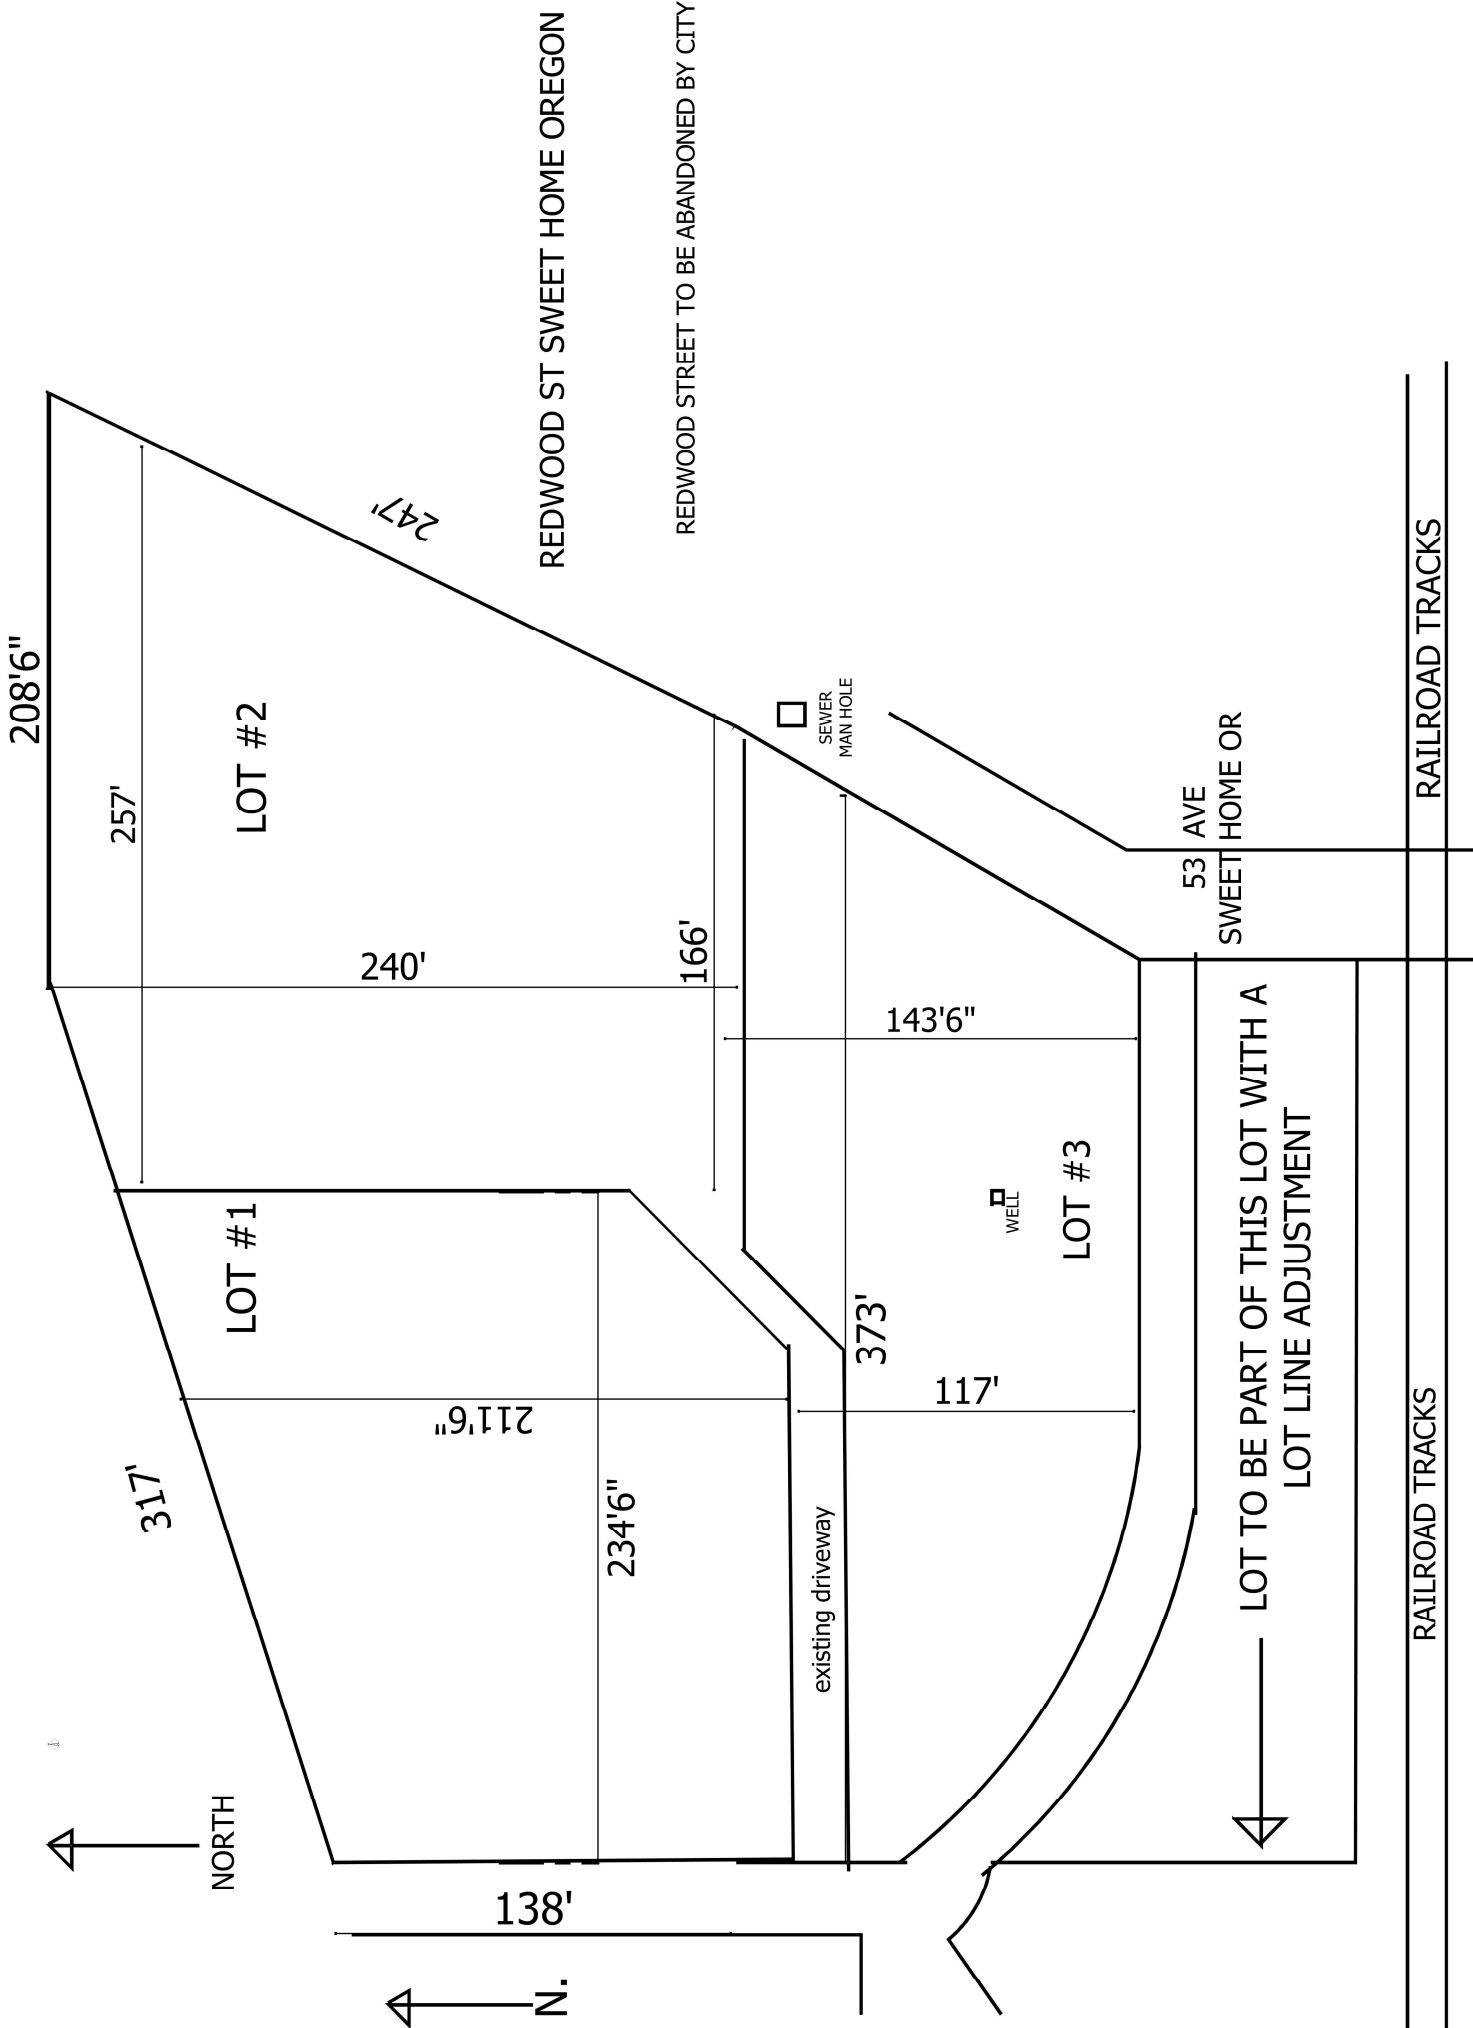 REDWOOD ST SWEET HOME OREGON
REDWOOD STREET TO BE ABANDONED BY CITY
208'6"
247'
257'
LOT #2
240'
166'
SEWER
MAN HOLE
53 AVE
SWEET HOME OR
RAILROAD TRACKS
143'6"
LOT #1
WELL
LOT #3
LOT TO BE PART OF THIS LOT WITH A
LOT LINE ADJUSTMENT
317'
211'6"
234'6"
373'
117'
existing driveway
RAILROAD TRACKS
NORTH
138'
N.